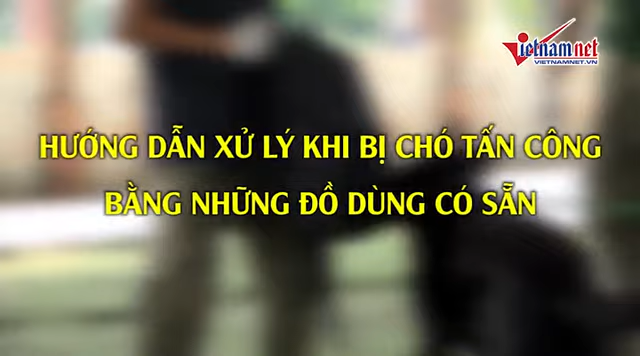 Vietnamnet
VIETNAMNET.VN
HƯỚNG DẪN XỬ LÝ KHI BỊ CHÓ TẤN CÔNG
BẰNG NHỮNG ĐỒ DÙNG CÓ SẴN